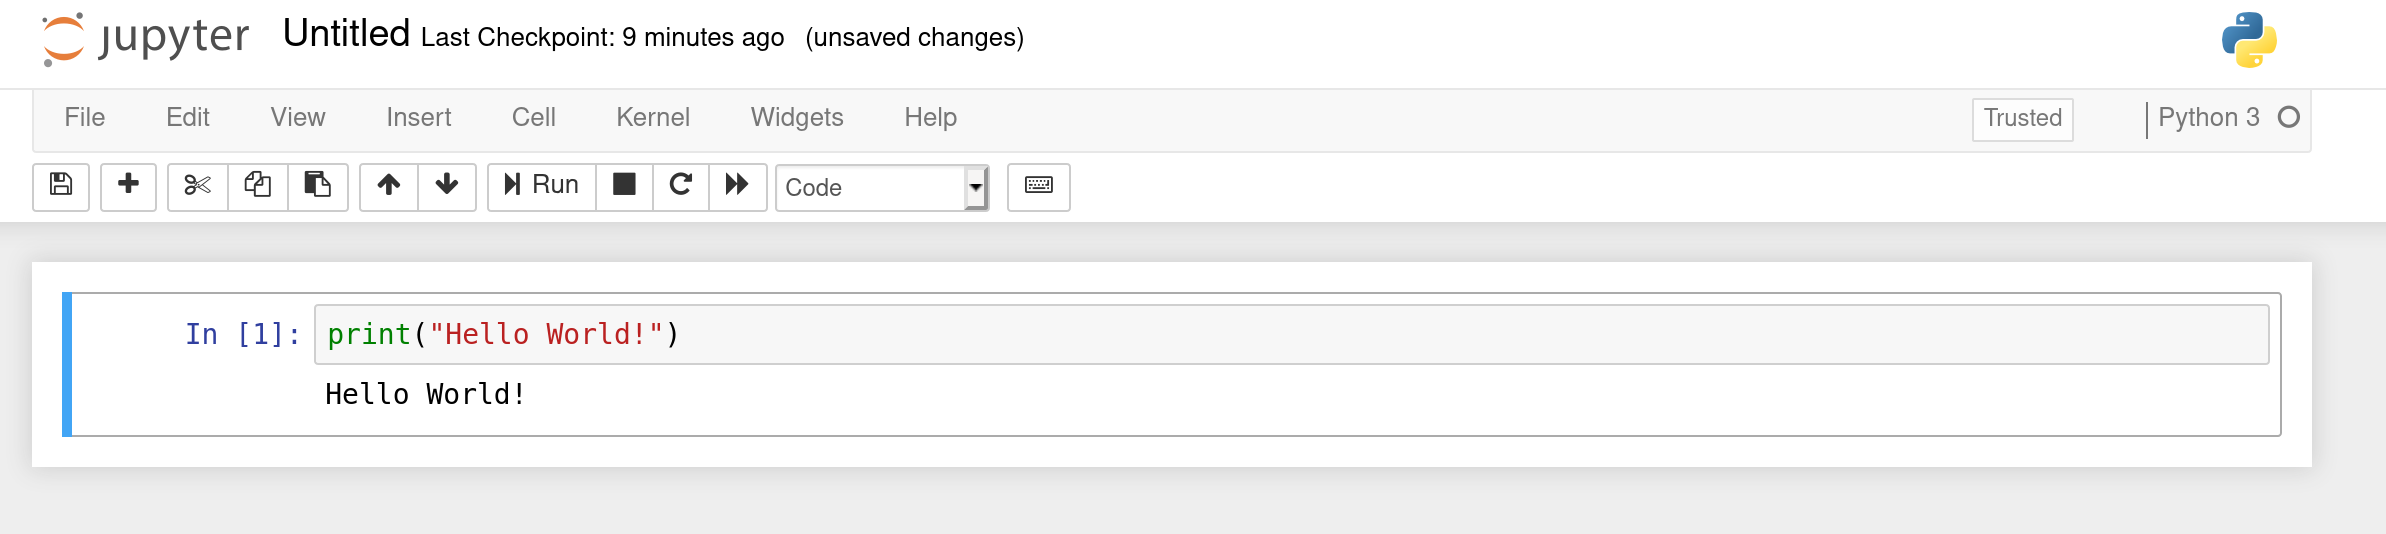 jupyter Untitled Last Checkpoint: 9 minutes ago (unsaved changes)
File Edit View Insert Cell Kernel Widgets Help Trusted Python 3
Run Code
In [1]: print("Hello World!")
Hello World!